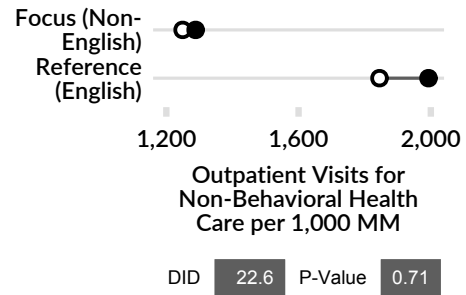 Focus (Non-
English)
Reference
(English)
1,200
1,600
2,000
Outpatient Visits for
Non-Behavioral Health
Care per 1,000 MM
DID 22.6 P-Value 0.71